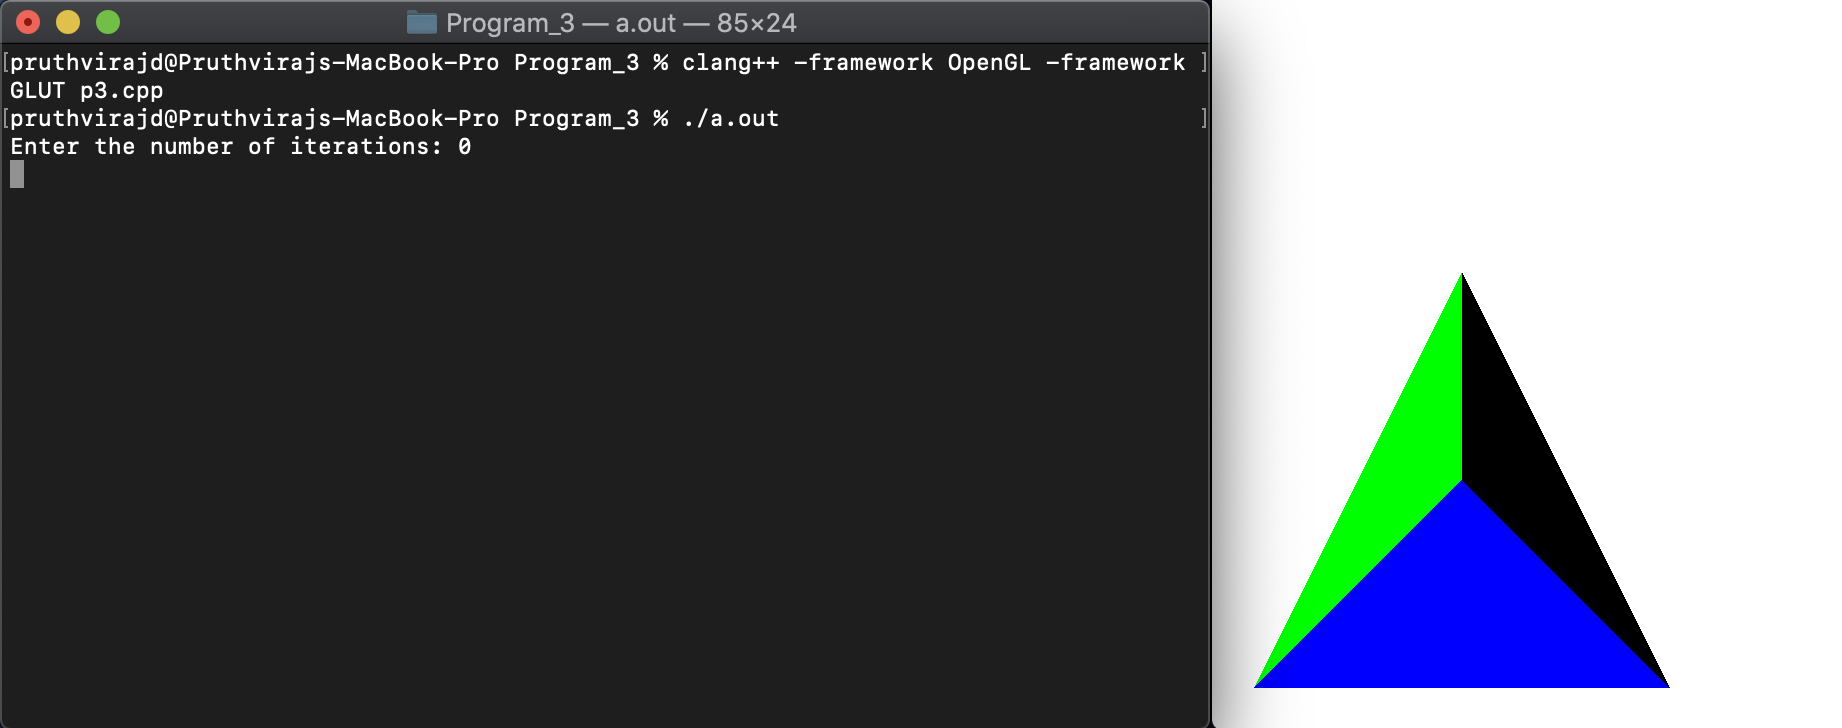 Program_3 — a.out — 85×24
[pruthvirajd@Pruthvirajs-MacBook-Pro Program_3 % clang++ -framework OpenGL -framework ]
GLUT p3.cpp
[pruthvirajd@Pruthvirajs-MacBook-Pro Program_3 % ./a.out ]
Enter the number of iterations: 0